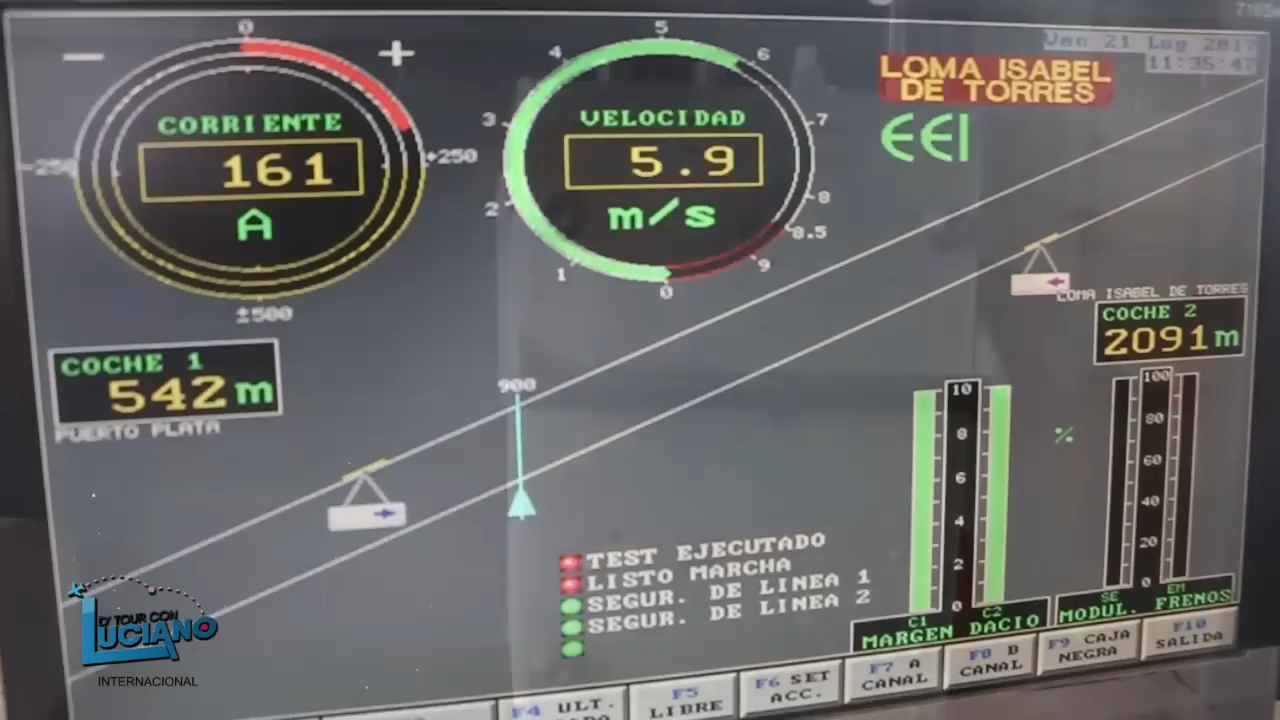 Ven 21 Lug 2017
11:35:47
LOMA ISABEL
DE TORRES
EEI
0
-250
+250
±500
CORRIENTE
161
A
0
1
2
3
4
5
6
7
8
8.5
9
VELOCIDAD
5.9
m/s
COCHE 1
542 m
PUERTO PLATA
900
LOMA ISABEL DE TORRES
COCHE 2
2091 m
TEST EJECUTADO
LISTO MARCHA
SEGUR. DE LINEA 1
SEGUR. DE LINEA 2
10
8
6
4
2
0
C1 C2
MARGEN DACIO
%
100
80
60
40
20
0
SE EM
MODUL. FRENOS
F4 ULT.
F5
LIBRE
F6 SET
ACC.
F7 A
CANAL
F8 B
CANAL
F9 CAJA
NEGRA
F10
SALIDA
D' TOUR CON
LUCIANO
INTERNACIONAL